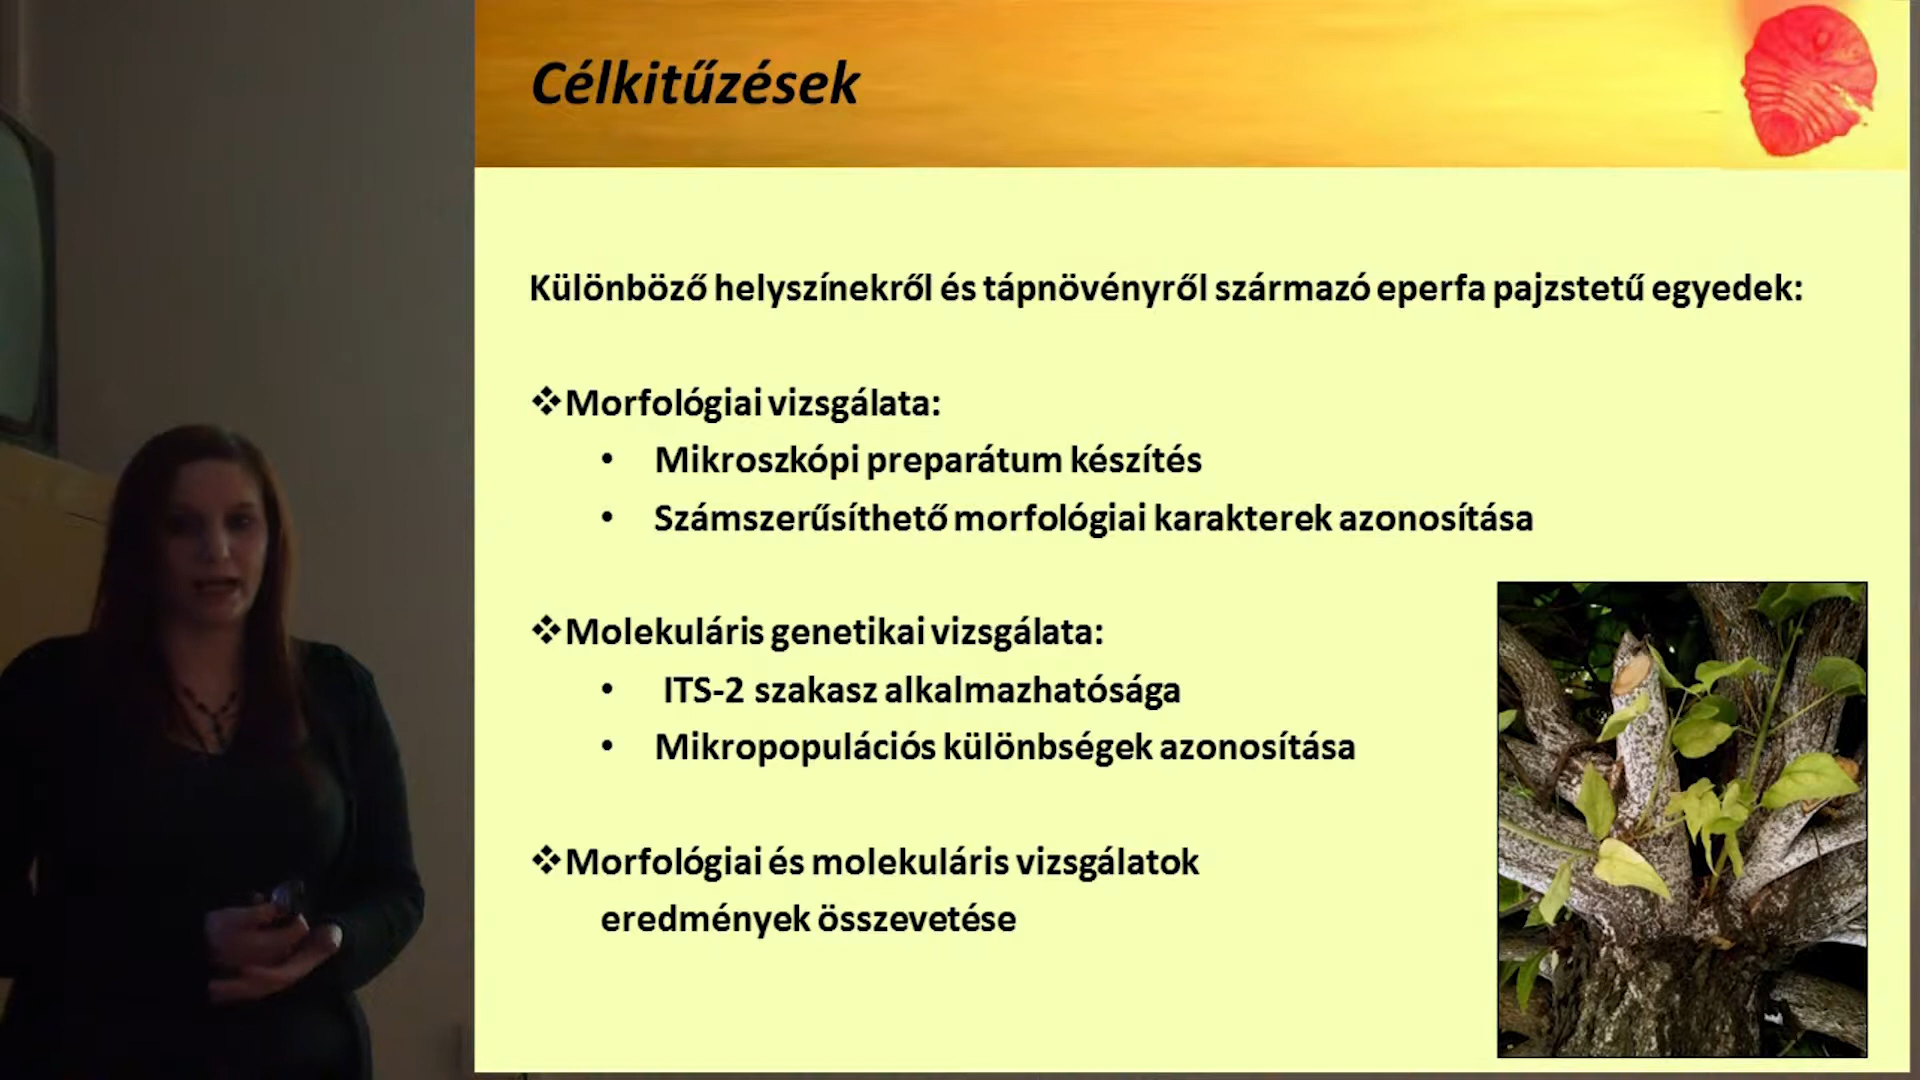 Célkitűzések
Különböző helyszínekről és tápnövényről származó eperfa pajzstetű egyedek:
❖Morfológiai vizsgálata:
• Mikroszkópi preparátum készítés
• Számszerűsíthető morfológiai karakterek azonosítása
❖Molekuláris genetikai vizsgálata:
• ITS-2 szakasz alkalmazhatósága
• Mikropopulációs különbségek azonosítása
❖Morfológiai és molekuláris vizsgálatok
eredmények összevetése